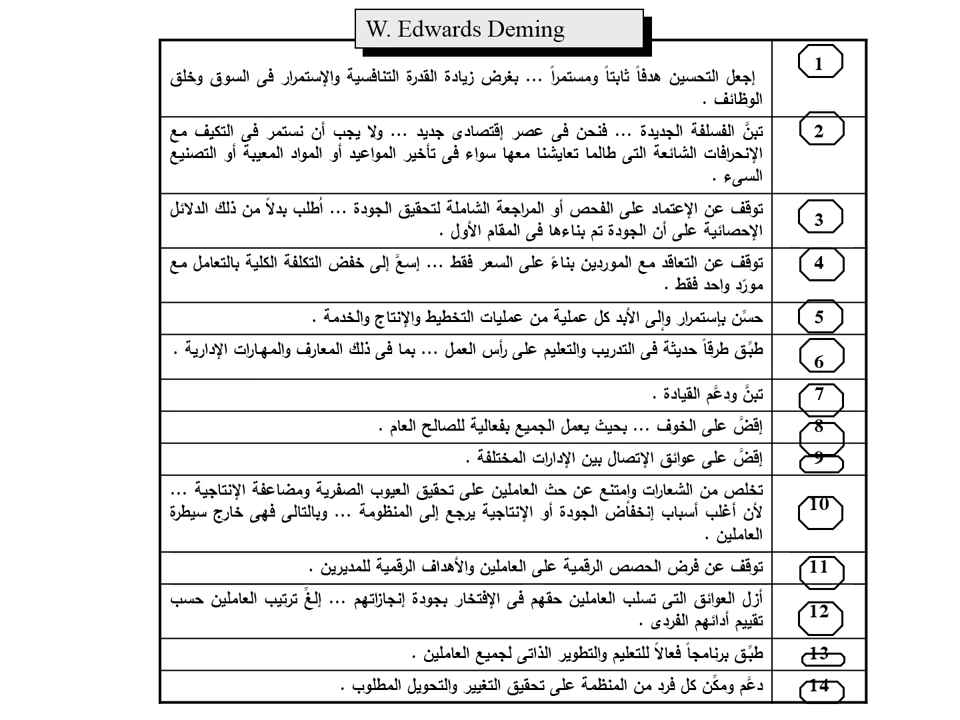 W. Edwards Deming
1
إجعل التحسين هدفاً ثابتاً ومستمراً ... بغرض زيادة القدرة التنافسية والإستمرار فى السوق وخلق
الوظائف .
2
تبنَّ الفسلفة الجديدة ... فنحن فى عصر إقتصادى جديد ... ولا يجب أن نستمر فى التكيف مع
الإنحرافات الشائعة التى طالما تعايشنا معها سواء فى تأخير المواعيد أو المواد المعيبة أو التصنيع
السىء .
3
توقف عن الإعتماد على الفحص أو المراجعة الشاملة لتحقيق الجودة ... أطلب بدلاً من ذلك الدلائل
الإحصائية على أن الجودة تم بناءها فى المقام الأول .
4
توقف عن التعاقد مع الموردين بناءً على السعر فقط ... إسعَّ إلى خفض التكلفة الكلية بالتعامل مع
مورّد واحد فقط .
5
حسِّن بإستمرار وإلى الأبد كل عملية من عمليات التخطيط والإنتاج والخدمة .
6
طبِّق طرقاً حديثة فى التدريب والتعليم على رأس العمل ... بما فى ذلك المعارف والمهارات الإدارية .
7
تبنَّ ودعَّم القيادة .
8
إقضَّ على الخوف ... بحيث يعمل الجميع بفعالية للصالح العام .
9
إقضَّ على عوائق الإتصال بين الإدارات المختلفة .
10
تخلص من الشعارات وإمتنع عن حث العاملين على تحقيق العيوب الصفرية ومضاعفة الإنتاجية ...
لأن أغلب أسباب إنخفاض الجودة أو الإنتاجية يرجع إلى المنظومة ... وبالتالى فهى خارج سيطرة
العاملين .
11
توقف عن فرض الحصص الرقمية على العاملين والأهداف الرقمية للمديرين .
12
أزل العوائق التى تسلب العاملين حقهم فى الإفتخار بجودة إنجازاتهم ... إلغِّ ترتيب العاملين حسب
تقييم أدائهم الفردى .
13
طبِّق برنامجاً فعالاً للتعليم والتطوير الذاتى لجميع العاملين .
14
دعَّم ومكِّن كل فرد من المنظمة على تحقيق التغيير والتحويل المطلوب .